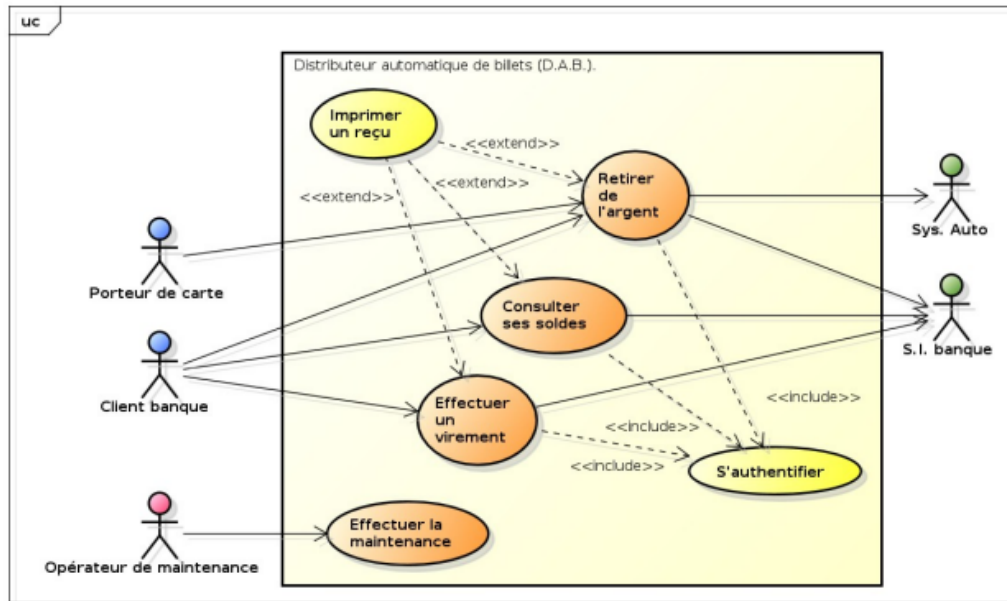 uc
Distributeur automatique de billets (D.A.B.).
Imprimer
un reçu
<<extend>>
<<extend>>
<<extend>>
Retirer
de
l'argent
Sys. Auto
Porteur de carte
Consulter
ses soldes
S.I. banque
Client banque
Effectuer
un
virement
<<include>>
<<include>>
<<include>>
S'authentifier
Effectuer la
maintenance
Opérateur de maintenance